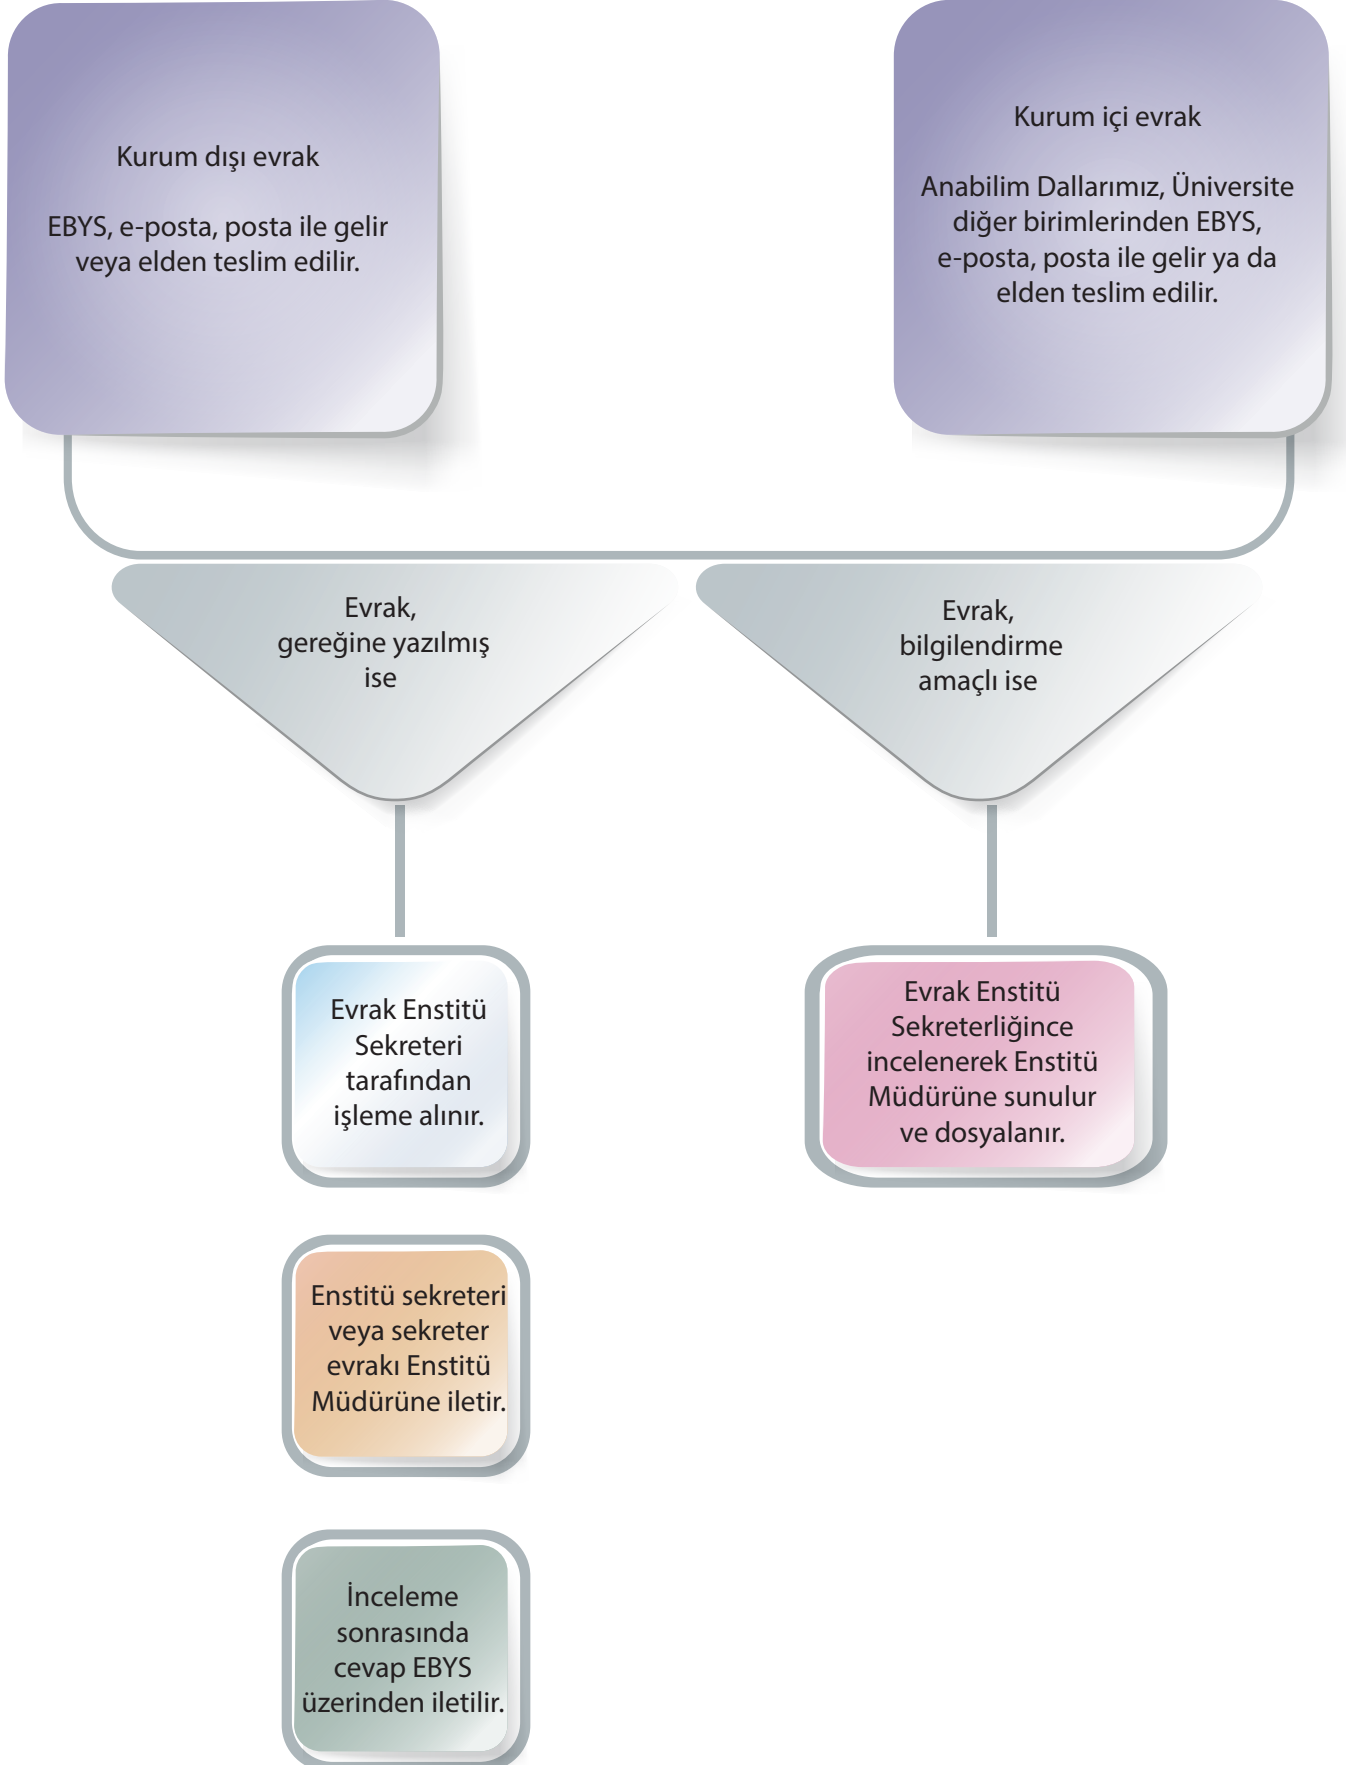 Kurum dışı evrak
EBYS, e-posta, posta ile gelir
veya elden teslim edilir.
Kurum içi evrak
Anabilim Dallarımız, Üniversite
diğer birimlerinden EBYS,
e-posta, posta ile gelir ya da
elden teslim edilir.
Evrak,
gereğine yazılmış
ise
Evrak,
bilgilendirme
amaçlı ise
Evrak Enstitü
Sekreteri
tarafından
işleme alınır.
Evrak Enstitü
Sekreterliğince
incelenerek Enstitü
Müdürüne sunulur
ve dosyalanır.
Enstitü sekreteri
veya sekreter
evrakı Enstitü
Müdürüne iletir.
İnceleme
sonrasında
cevap EBYS
üzerinden iletilir.